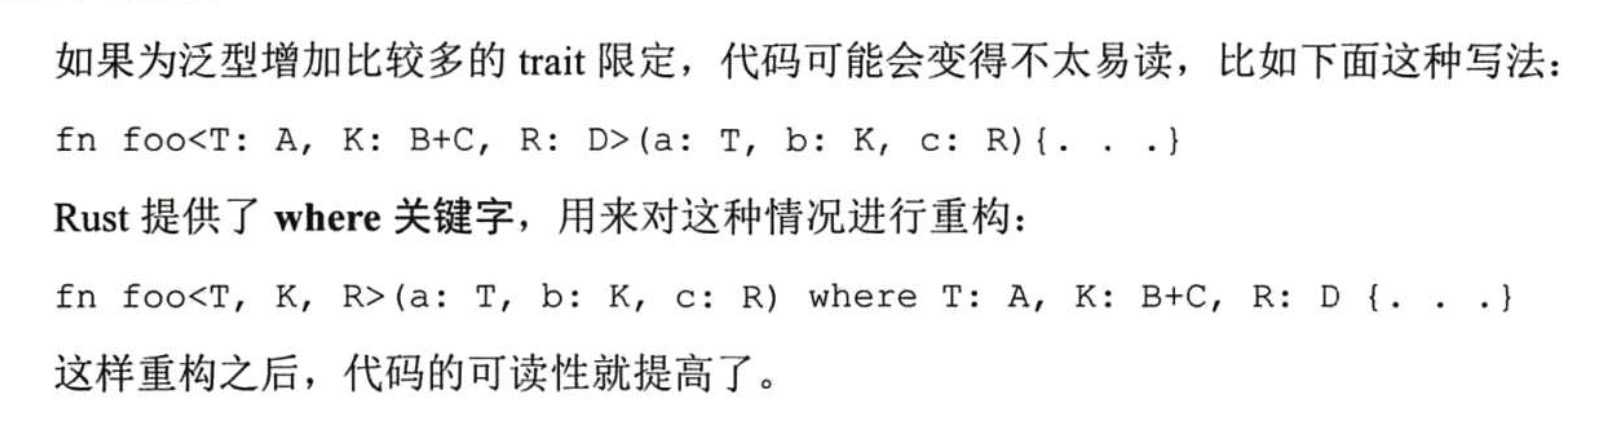 如果为泛型增加比较多的 trait 限定，代码可能会变得不太易读，比如下面这种写法：
fn foo<T: A, K: B+C, R: D>(a: T, b: K, c: R){. . .}
Rust 提供了 where 关键字，用来对这种情况进行重构：
fn foo<T, K, R>(a: T, b: K, c: R) where T: A, K: B+C, R: D {. . .}
这样重构之后，代码的可读性就提高了。